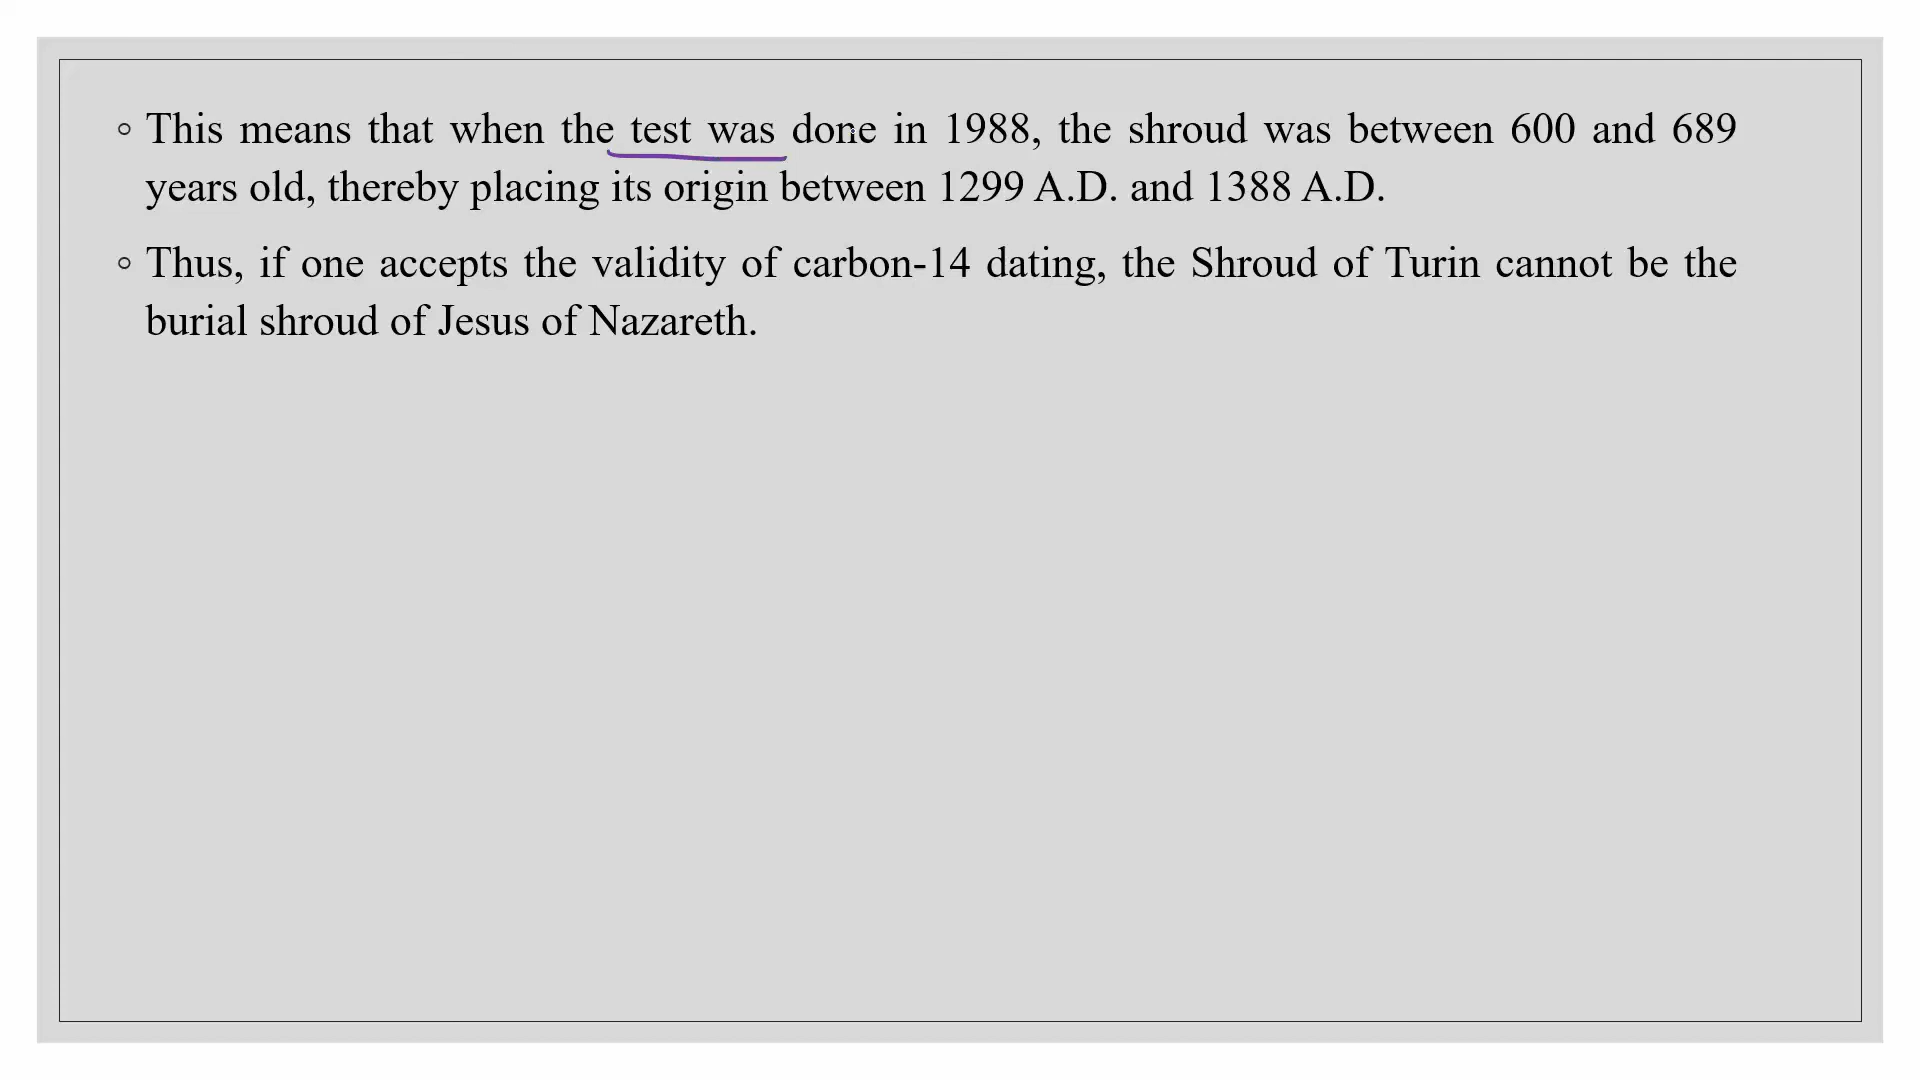 ◦ This means that when the test was done in 1988, the shroud was between 600 and 689
years old, thereby placing its origin between 1299 A.D. and 1388 A.D.
◦ Thus, if one accepts the validity of carbon-14 dating, the Shroud of Turin cannot be the
burial shroud of Jesus of Nazareth.